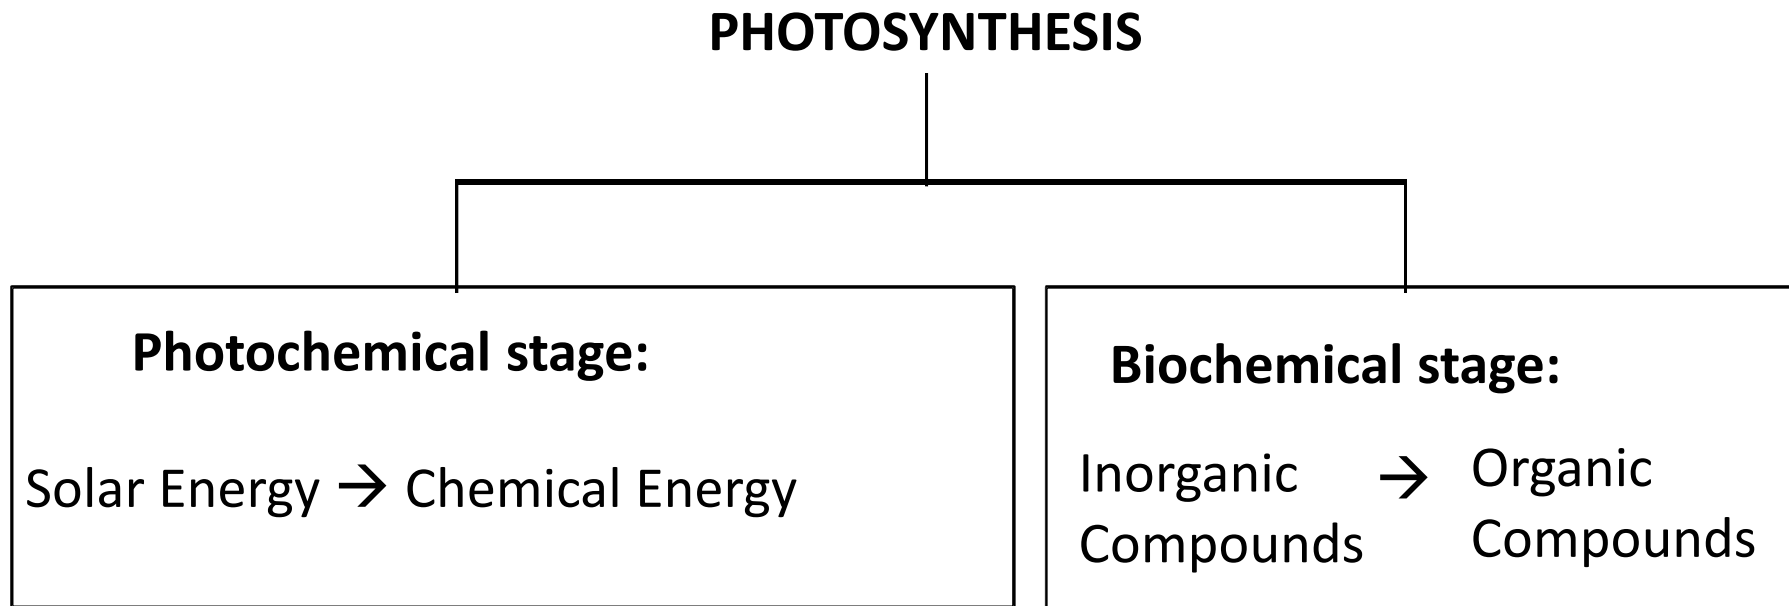 PHOTOSYNTHESIS
Photochemical stage:
Solar Energy → Chemical Energy
Biochemical stage:
Inorganic → Organic
Compounds Compounds